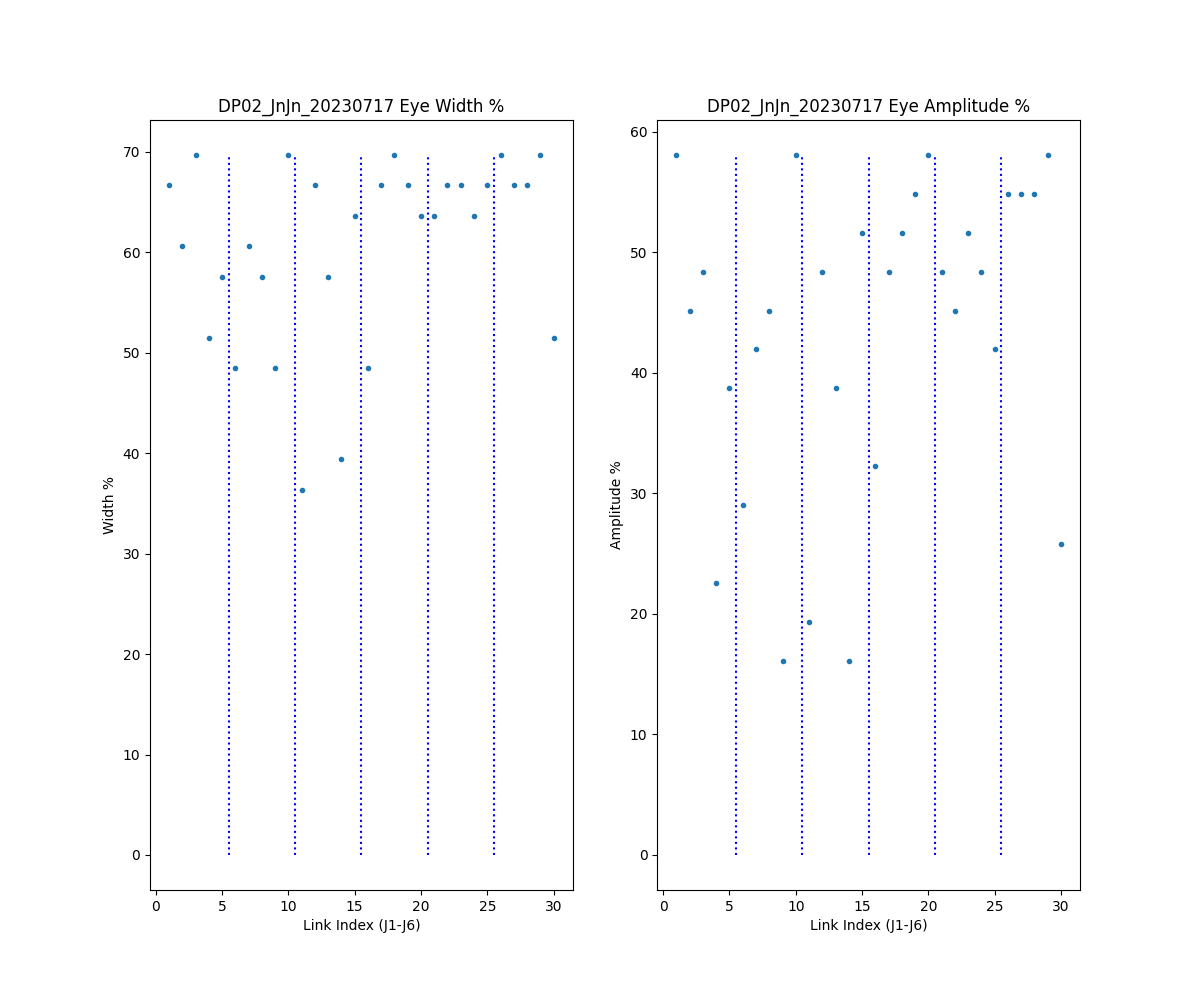 DP02_JnJn_20230717 Eye Width %
70
60
50
40
30
20
10
0
Width %
0 5 10 15 20 25 30
Link Index (J1-J6)
DP02_JnJn_20230717 Eye Amplitude %
60
50
40
30
20
10
0
Amplitude %
0 5 10 15 20 25 30
Link Index (J1-J6)